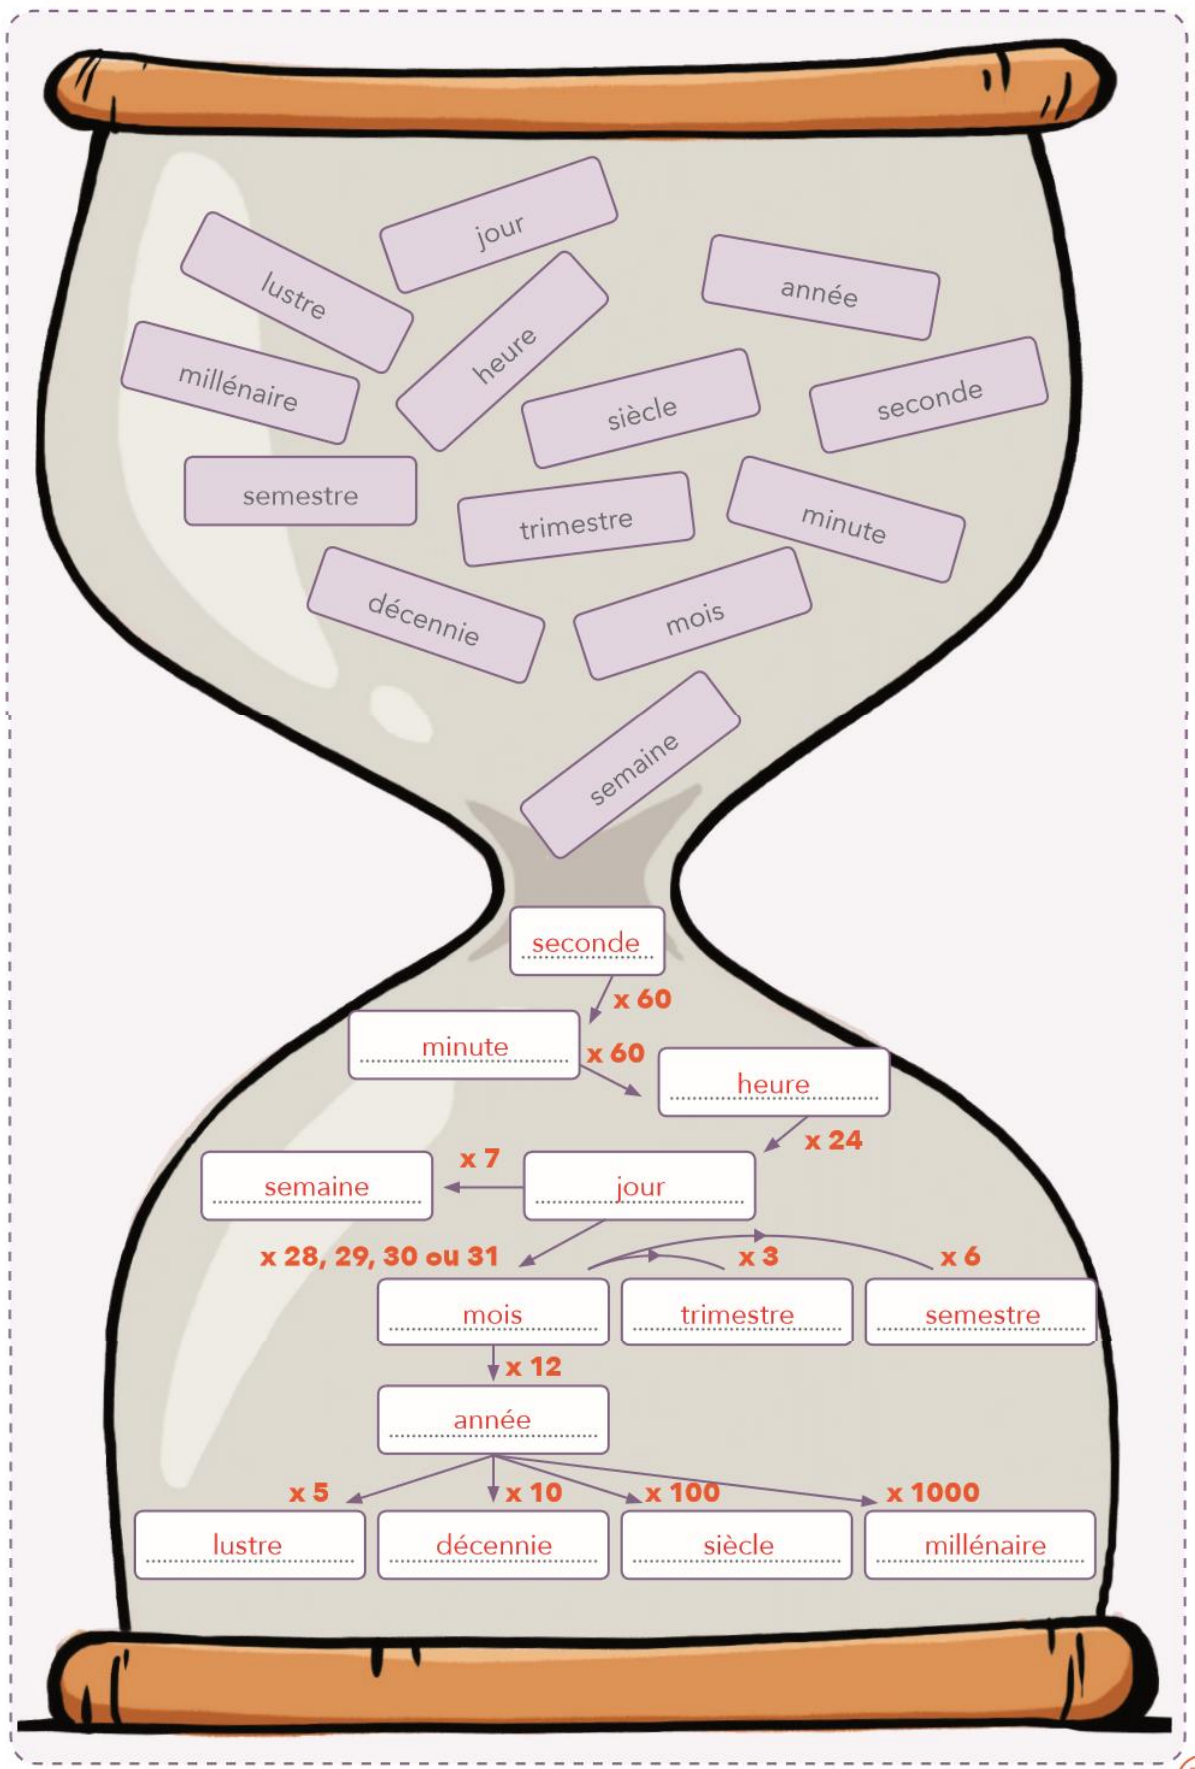 jour
lustre
année
heure
millénaire
siècle
seconde
semestre
trimestre
minute
décennie
mois
semaine
seconde
x 60
minute
x 60
heure
x 24
semaine
x 7
jour
x 28, 29, 30 ou 31
x 3
x 6
mois
trimestre
semestre
x 12
année
x 5
x 10
x 100
x 1000
lustre
décennie
siècle
millénaire